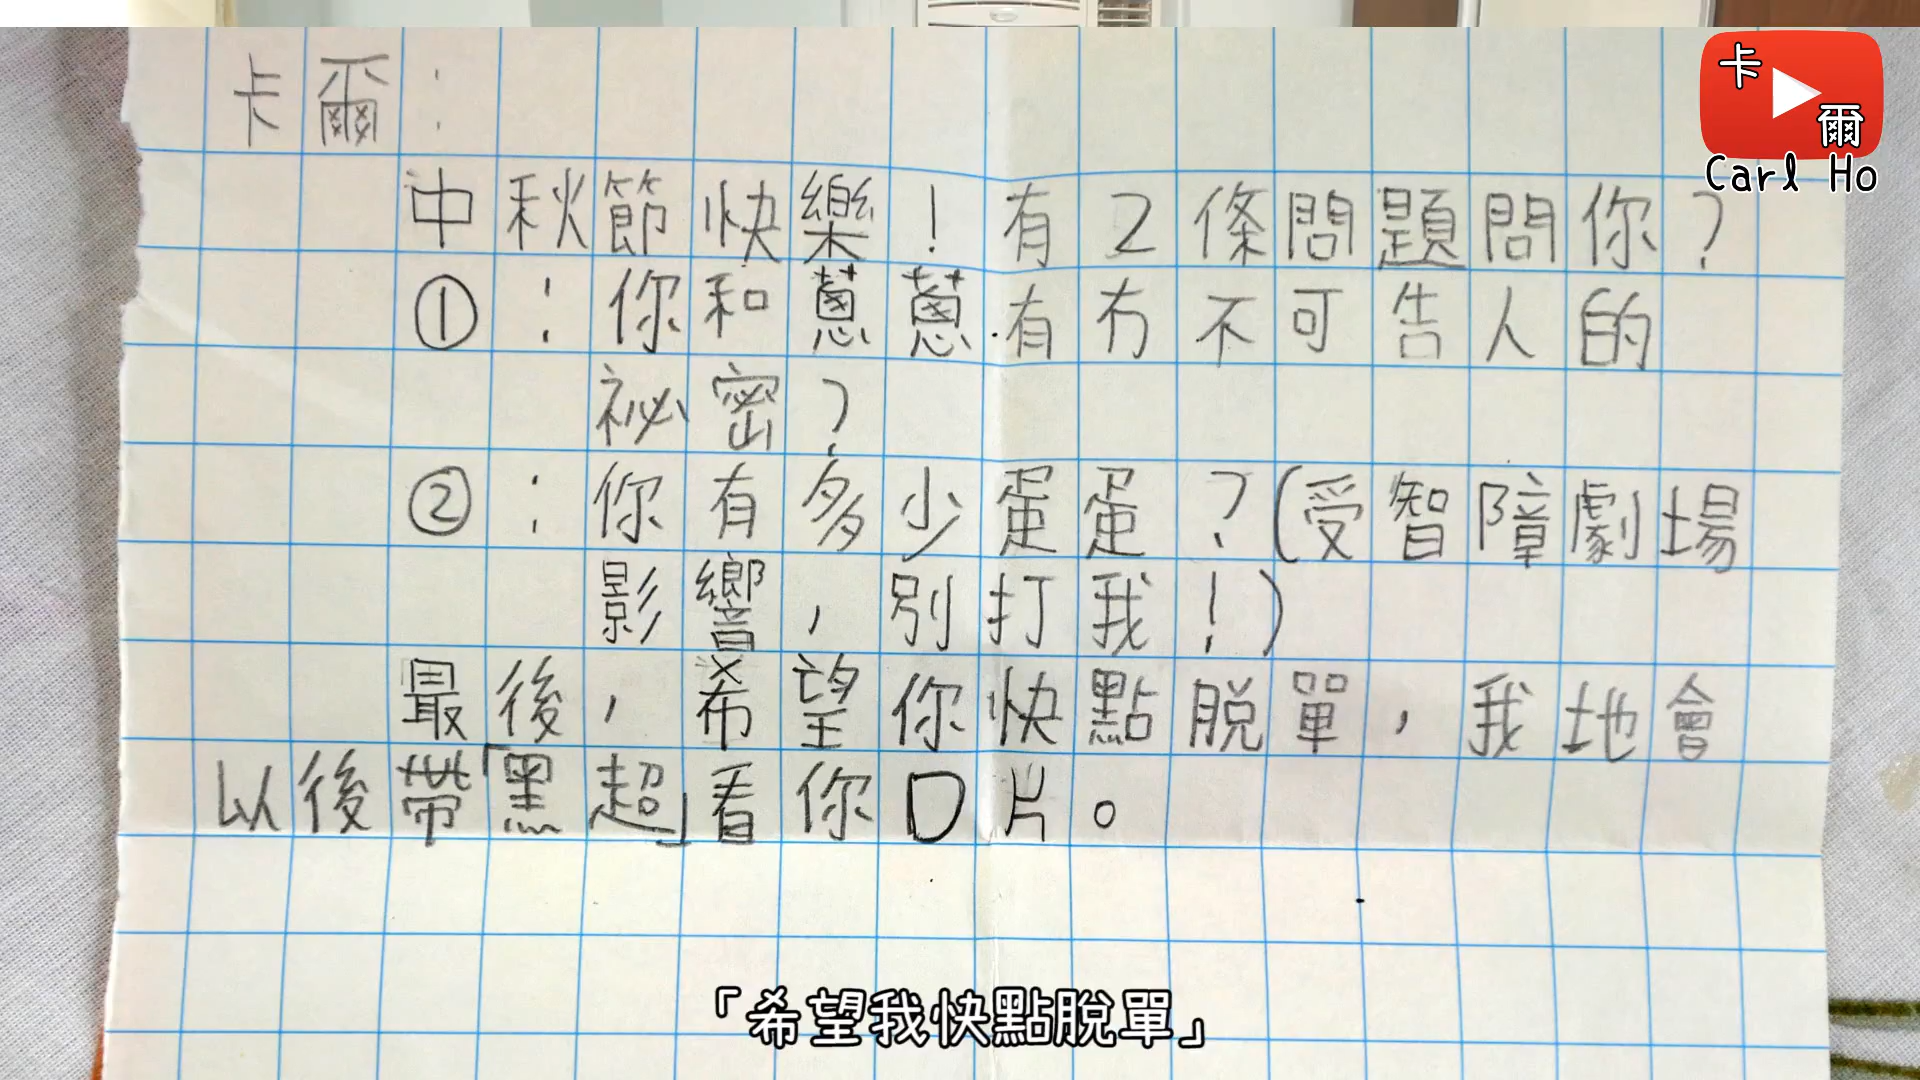 卡爾：
中秋節快樂！有2條問題問你？
①：你和蔥蔥有冇不可告人的
祕密？
②：你有多少蛋蛋？(受智障劇場
影響，別打我！)
最後，希望你快點脫單，我地會
以後帶「黑超」看你D片。
卡爾
Carl Ho
「希望我快點脫單」